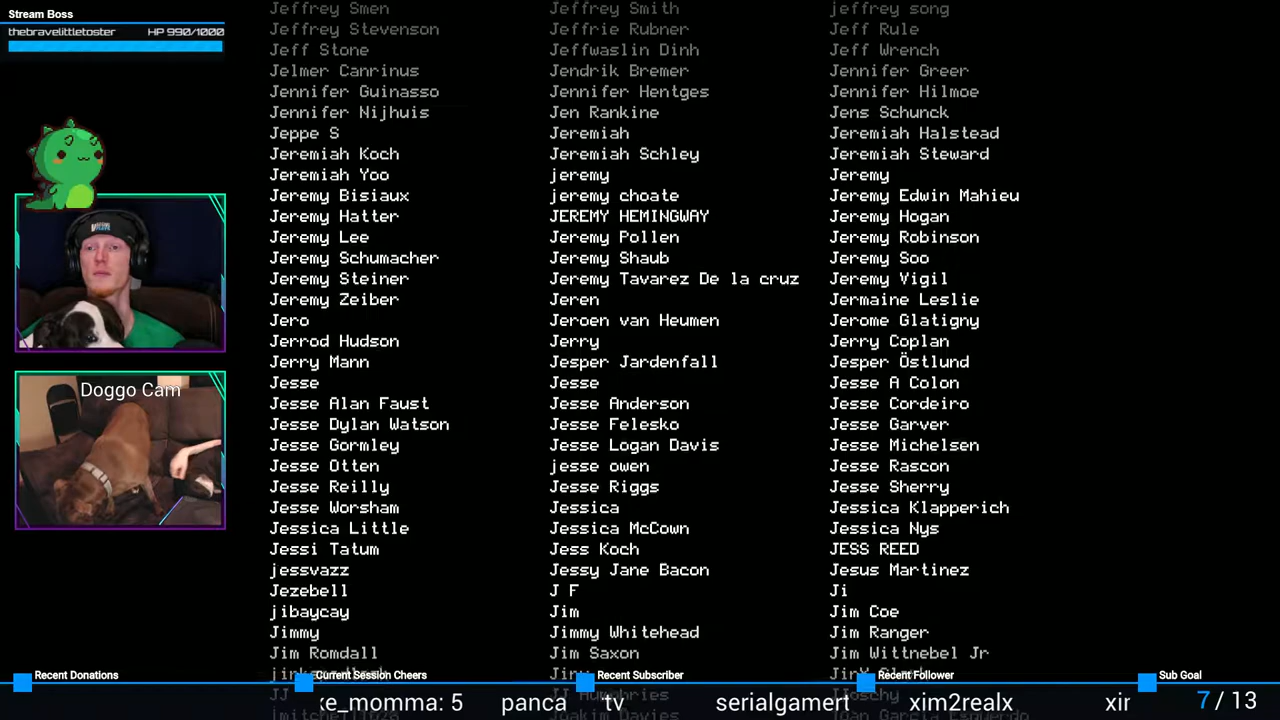 Stream Boss
thebravelittletoster HP 990/1000
Jeffrey Smen Jeffrey Smith jeffrey song
Jeffrey Stevenson Jeffrie Rubner Jeff Rule
Jeff Stone Jeffwaslin Dinh Jeff Wrench
Jelmer Canrinus Jendrik Bremer Jennifer Greer
Jennifer Guinasso Jennifer Hentges Jennifer Hilmoe
Jennifer Nijhuis Jen Rankine Jens Schunck
Jeppe S Jeremiah Jeremiah Halstead
Jeremiah Koch Jeremiah Schley Jeremiah Steward
Jeremiah Yoo jeremy Jeremy
Jeremy Bisiaux jeremy choate Jeremy Edwin Mahieu
Jeremy Hatter JEREMY HEMINGWAY Jeremy Hogan
Jeremy Lee Jeremy Pollen Jeremy Robinson
Jeremy Schumacher Jeremy Shaub Jeremy Soo
Jeremy Steiner Jeremy Tavarez De la cruz Jeremy Vigil
Jeremy Zeiber Jeren Jermaine Leslie
Jero Jeroen van Heumen Jerome Glatigny
Jerrod Hudson Jerry Jerry Coplan
Jerry Mann Jesper Jardenfall Jesper Östlund
Jesse Jesse Jesse A Colon
Doggo Cam
Jesse Alan Faust Jesse Anderson Jesse Cordeiro
Jesse Dylan Watson Jesse Felesko Jesse Garver
Jesse Gormley Jesse Logan Davis Jesse Michelsen
Jesse Otten jesse owen Jesse Rascon
Jesse Reilly Jesse Riggs Jesse Sherry
Jesse Worsham Jessica Jessica Klapperich
Jessica Little Jessica McCown Jessica Nys
Jessi Tatum Jess Koch JESS REED
jessvazz Jessy Jane Bacon Jesus Martinez
Jezebell J F Ji
jibaycay Jim Jim Coe
Jimmy Jimmy Whitehead Jim Ranger
Jim Romdall Jim Saxon Jim Wittnebel Jr
Recent Donations Current Session Cheers Recent Subscriber Recent Follower Sub Goal
JJ JJ Humphries
ke_momma: 5 panca tv serialgamert xim2realx xir 7 / 13
Joakim Davies